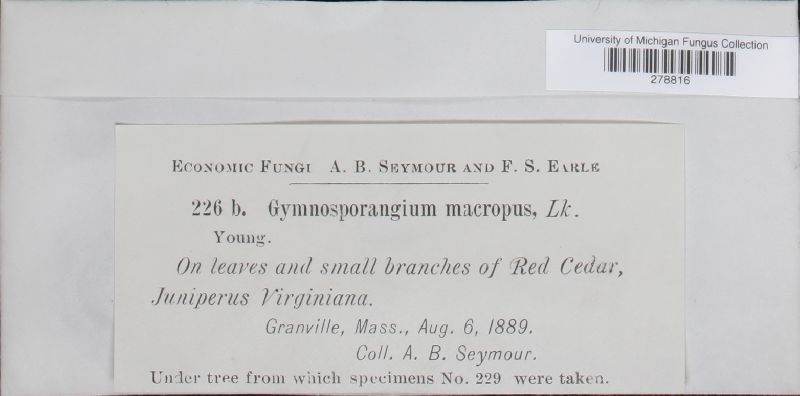 University of Michigan Fungus Collection
278816
ECONOMIC FUNGI A. B. SEYMOUR AND F. S. EARLE
226 b. Gymnosporangium macropus, Lk.
Young.
On leaves and small branches of Red Cedar,
Juniperus Virginiana.
Granville, Mass., Aug. 6, 1889.
Coll. A. B. Seymour.
Under tree from which specimens No. 229 were taken.